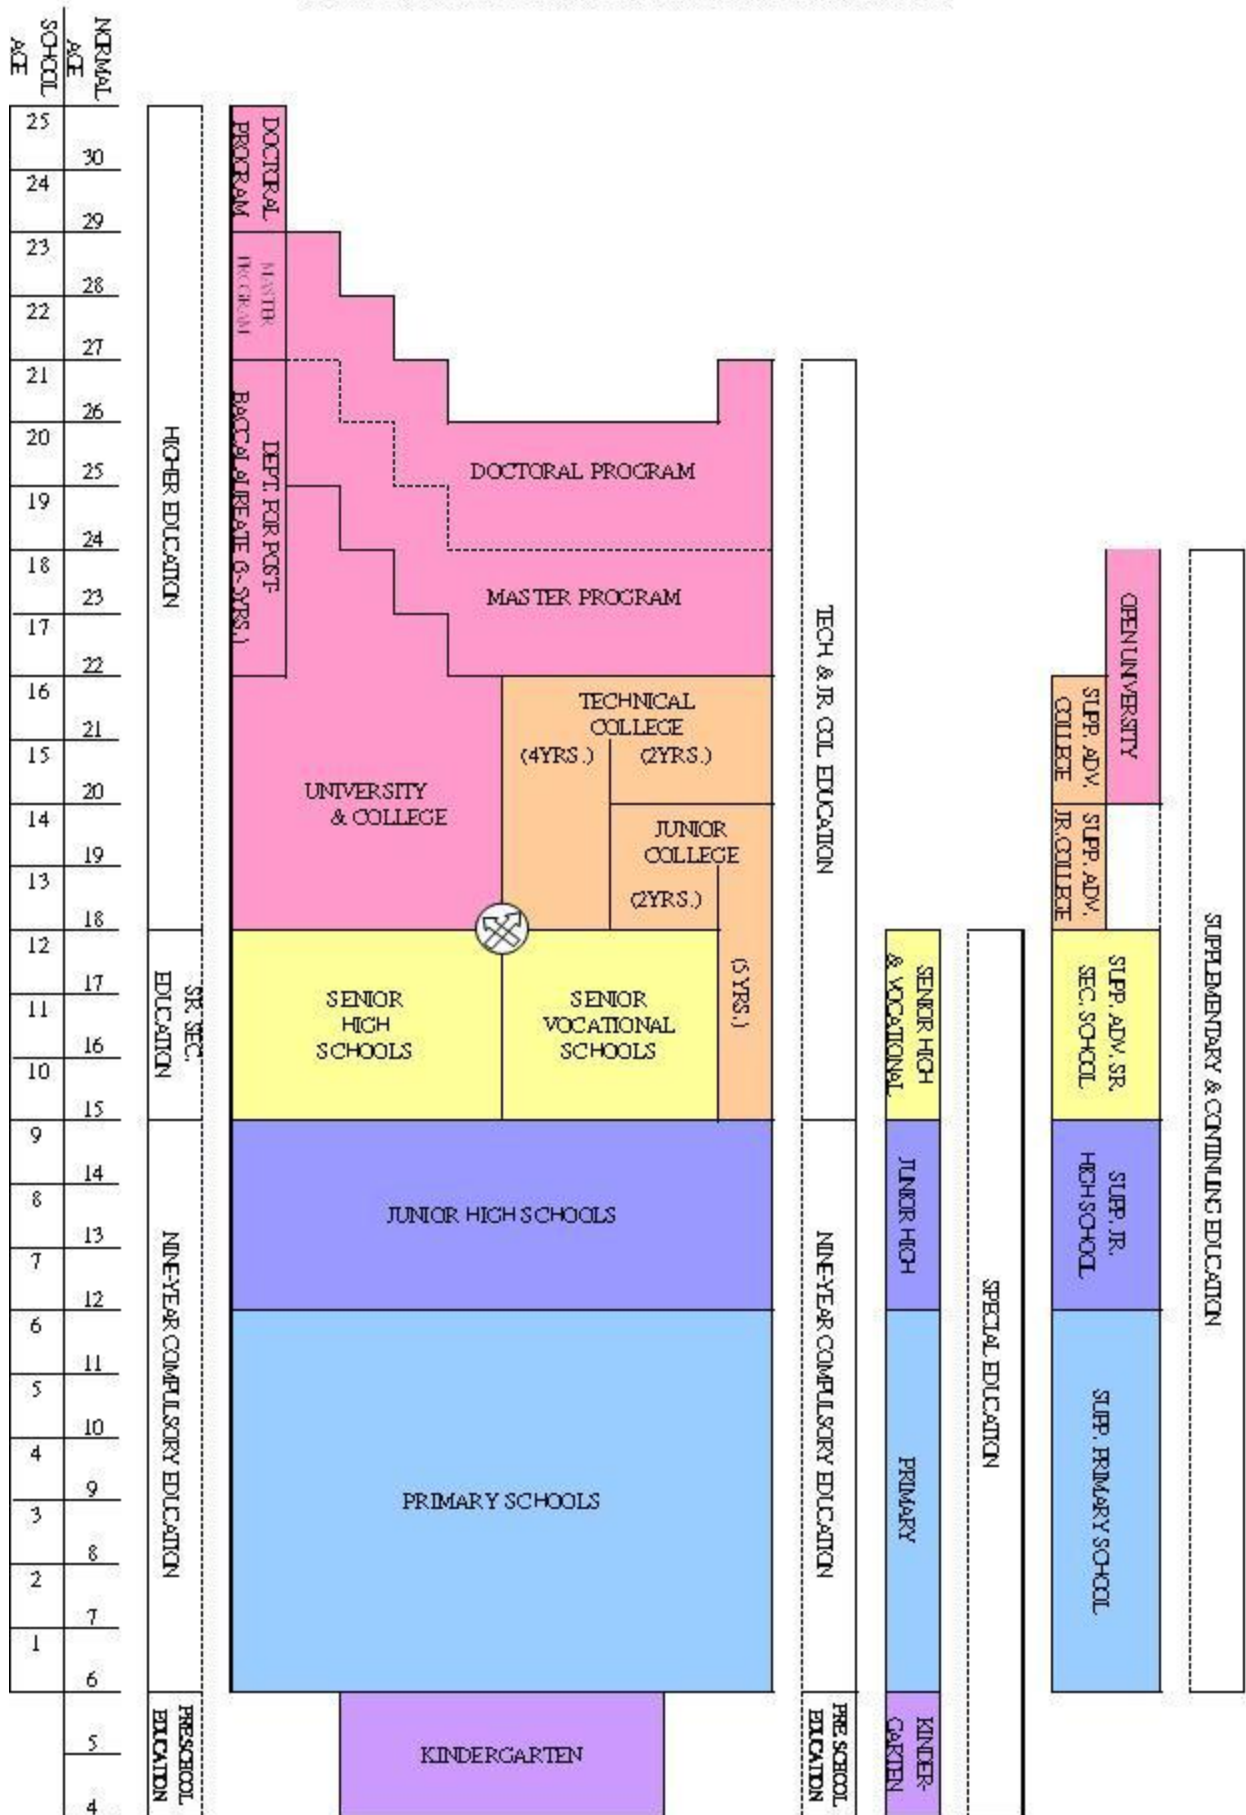 NORMAL
AGE
SCHOOL
AGE
25
30
24
29
23
28
22
27
21
26
20
25
19
24
18
23
17
22
16
21
15
20
14
19
13
18
12
17
11
16
10
15
9
14
8
13
7
12
6
11
5
10
4
9
3
8
2
7
1
6
5
4
HIGHER EDUCATION
SR. SEC.
EDUCATION
NINE-YEAR COMPULSORY EDUCATION
PRESCHOOL
EDUCATION
DOCTORAL
PROGRAM
MASTER
PROGRAM
DEPT. FOR POST-
BACCALAUREATE (3-5YRS.)
DOCTORAL PROGRAM
MASTER PROGRAM
UNIVERSITY
& COLLEGE
TECHNICAL
COLLEGE
(4YRS.)
(2YRS.)
JUNIOR
COLLEGE
(2YRS.)
(5 YRS.)
SENIOR
HIGH
SCHOOLS
SENIOR
VOCATIONAL
SCHOOLS
JUNIOR HIGH SCHOOLS
PRIMARY SCHOOLS
KINDERGARTEN
TECH. & JR. COL. EDUCATION
NINE-YEAR COMPULSORY EDUCATION
PRE SCHOOL
EDUCATION
SENIOR HIGH
& VOCATIONAL
JUNIOR HIGH
PRIMARY
KINDER-
GARTEN
SPECIAL EDUCATION
OPEN UNIVERSITY
SUPP. ADV.
COLLEGE
SUPP. ADV.
JR. COLLEGE
SUPP. ADV. SR.
SEC. SCHOOL
SUPP. JR.
HIGH SCHOOL
SUPP. PRIMARY SCHOOL
SUPPLEMENTARY & CONTINUING EDUCATION